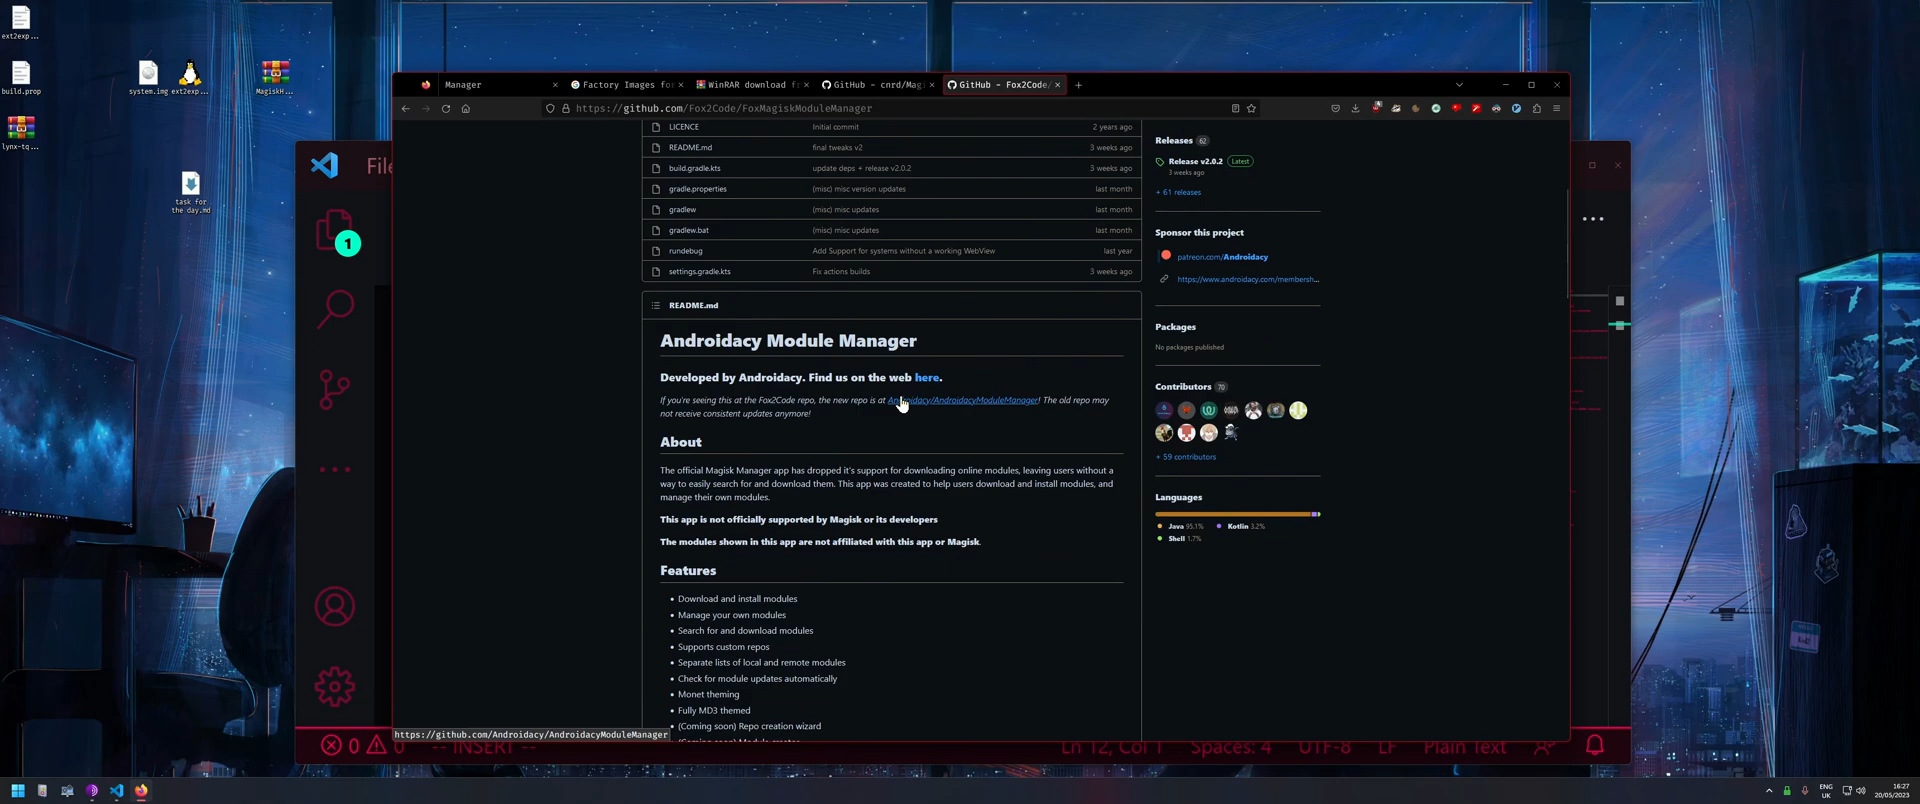 ext2exp...
build.prop
lynx-tq ...
system.img
ext2exp...
MagiskH...
task for
the day.md
Manager
Factory Images for
WinRAR download fr
GitHub - cnrd/Mag
GitHub - Fox2Code/
https://github.com/Fox2Code/FoxMagiskModuleManager
File
1
LICENCE Initial commit 2 years ago
README.md final tweaks v2 3 weeks ago
build.gradle.kts update deps + release v2.0.2 3 weeks ago
gradle.properties (misc) misc version updates last month
gradlew (misc) misc updates last month
gradlew.bat (misc) misc updates last month
rundebug Add Support for systems without a working WebView last year
settings.gradle.kts Fix actions builds 3 weeks ago
README.md
Androidacy Module Manager
Developed by Androidacy. Find us on the web here.
If you're seeing this at the Fox2Code repo, the new repo is at Androidacy/AndroidacyModuleManager! The old repo may
not receive consistent updates anymore!
About
The official Magisk Manager app has dropped it's support for downloading online modules, leaving users without a
way to easily search for and download them. This app was created to help users download and install modules, and
manage their own modules.
This app is not officially supported by Magisk or its developers
The modules shown in this app are not affiliated with this app or Magisk.
Features
• Download and install modules
• Manage your own modules
• Search for and download modules
• Supports custom repos
• Separate lists of local and remote modules
• Check for module updates automatically
• Monet theming
• Fully MD3 themed
• (Coming soon) Repo creation wizard
Releases 62
Release v2.0.2 Latest
3 weeks ago
+ 61 releases
Sponsor this project
patreon.com/Androidacy
https://www.androidacy.com/membersh...
Packages
No packages published
Contributors 70
+ 59 contributors
Languages
Java 95.1% Kotlin 3.2%
Shell 1.7%
https://github.com/Androidacy/AndroidacyModuleManager
0 0 -- INSERT -- Ln 12, Col 1 Spaces: 4 UTF-8 LF Plain Text
ENG
UK
16:27
20/05/2023